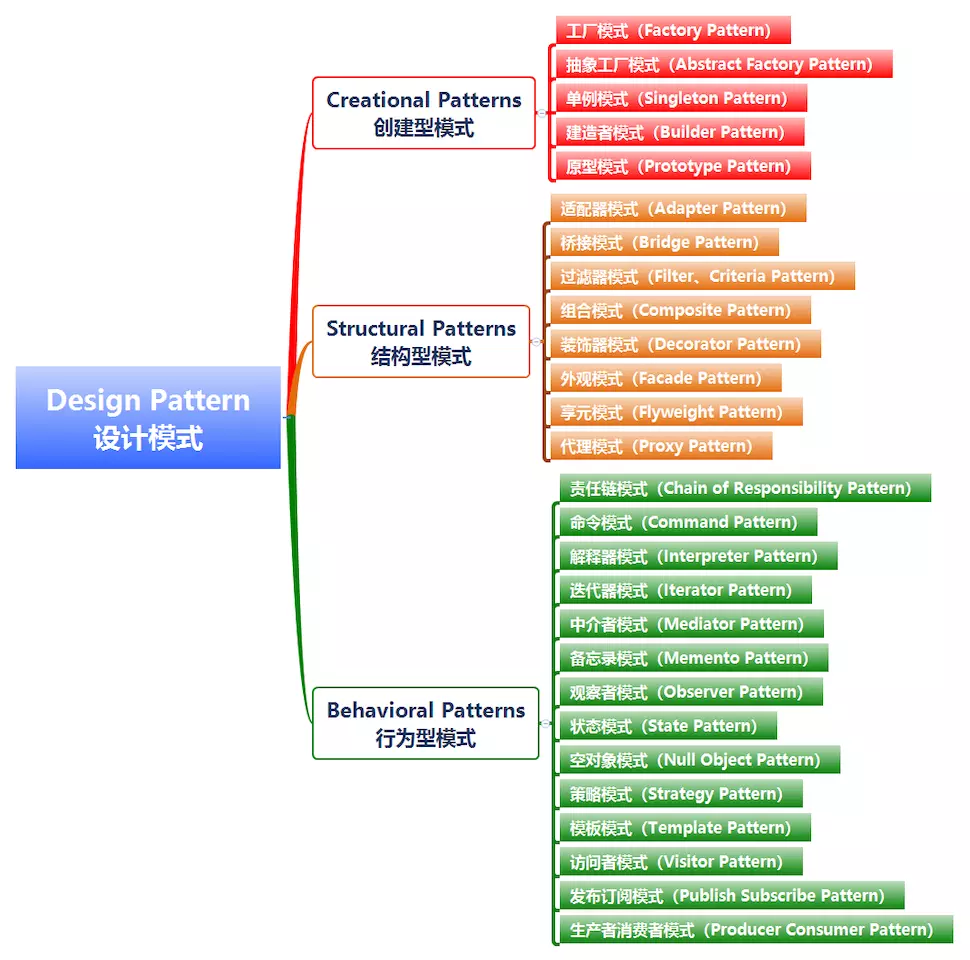 Design Pattern
设计模式
Creational Patterns
创建型模式
工厂模式（Factory Pattern）
抽象工厂模式（Abstract Factory Pattern）
单例模式（Singleton Pattern）
建造者模式（Builder Pattern）
原型模式（Prototype Pattern）
Structural Patterns
结构型模式
适配器模式（Adapter Pattern）
桥接模式（Bridge Pattern）
过滤器模式（Filter、Criteria Pattern）
组合模式（Composite Pattern）
装饰器模式（Decorator Pattern）
外观模式（Facade Pattern）
享元模式（Flyweight Pattern）
代理模式（Proxy Pattern）
Behavioral Patterns
行为型模式
责任链模式（Chain of Responsibility Pattern）
命令模式（Command Pattern）
解释器模式（Interpreter Pattern）
迭代器模式（Iterator Pattern）
中介者模式（Mediator Pattern）
备忘录模式（Memento Pattern）
观察者模式（Observer Pattern）
状态模式（State Pattern）
空对象模式（Null Object Pattern）
策略模式（Strategy Pattern）
模板模式（Template Pattern）
访问者模式（Visitor Pattern）
发布订阅模式（Publish Subscribe Pattern）
生产者消费者模式（Producer Consumer Pattern）